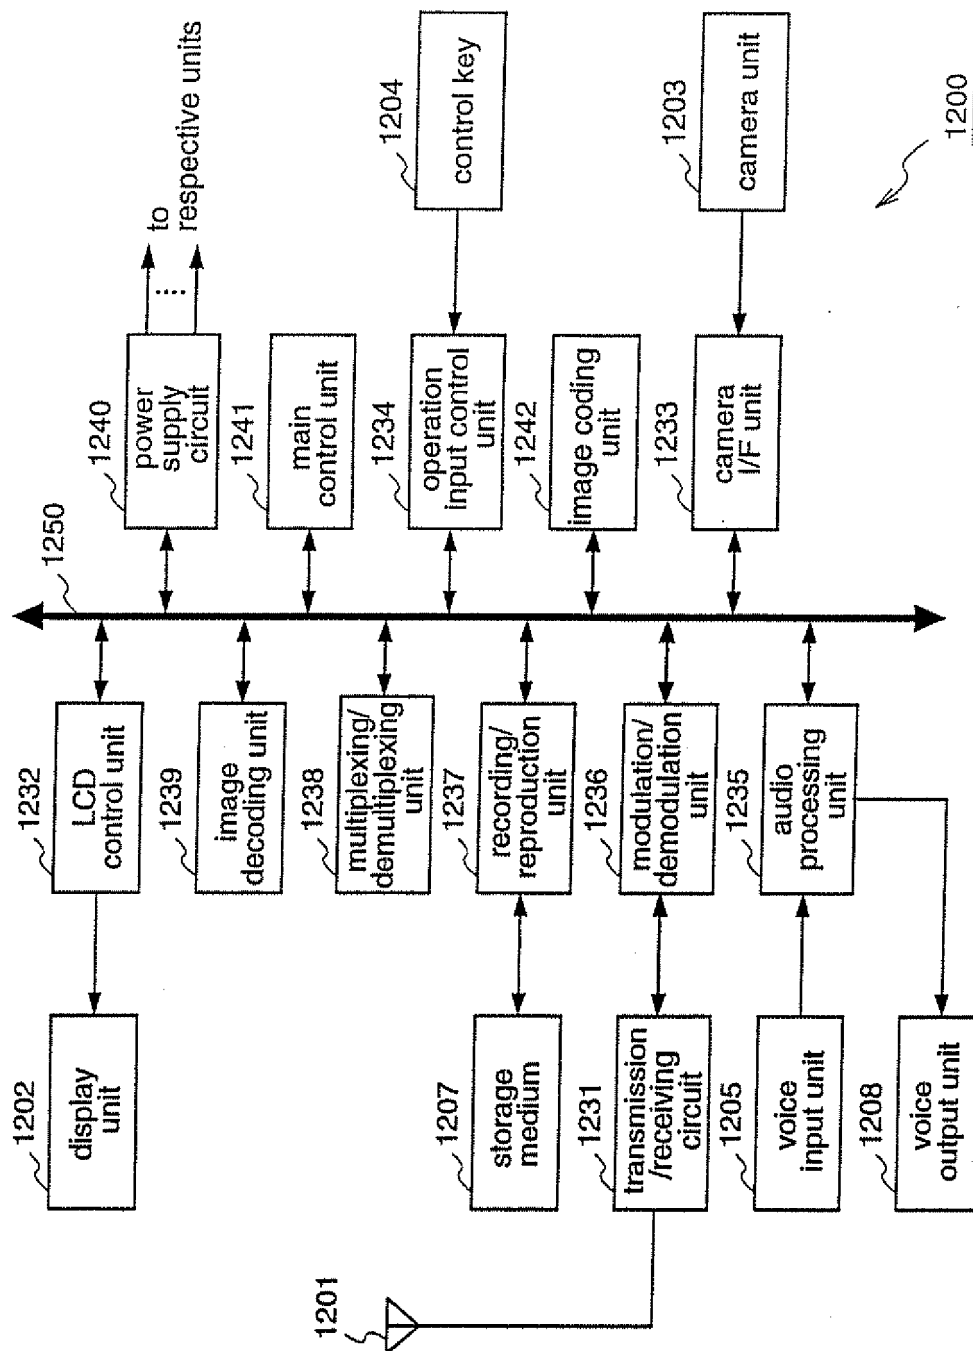 1202
display
unit
1232
LCD
control unit
1250
1240
power
supply
circuit
to
respective units
1239
image
decoding unit
1241
main
control unit
1238
multiplexing/
demultiplexing
unit
1234
operation
input control
unit
1204
control key
1207
storage
medium
1237
recording/
reproduction
unit
1242
image coding
unit
1201
1231
transmission
/receiving
circuit
1236
modulation/
demodulation
unit
1233
camera
I/F unit
1203
camera unit
1205
voice
input unit
1235
audio
processing
unit
1208
voice
output unit
1200